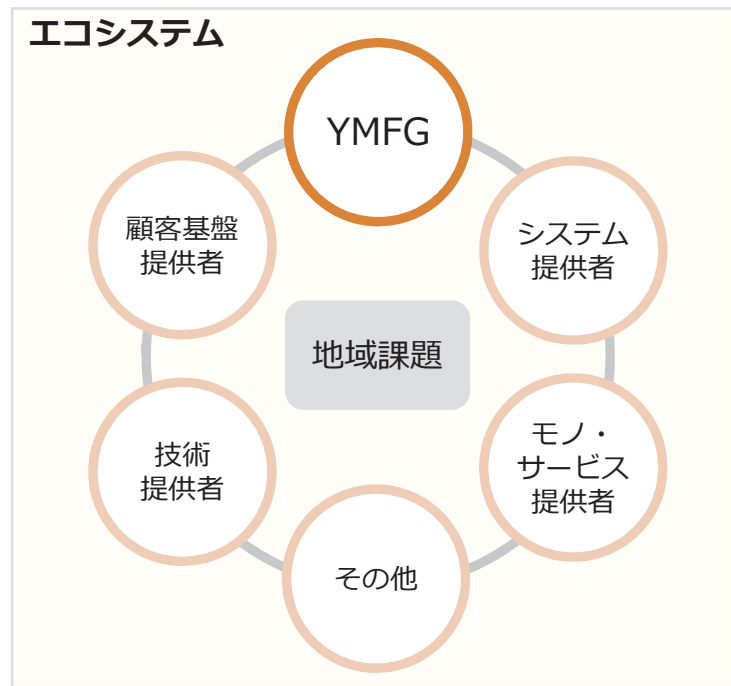 エコシステム
YMFG
顧客基盤
提供者
システム
提供者
地域課題
技術
提供者
モノ・
サービス
提供者
その他